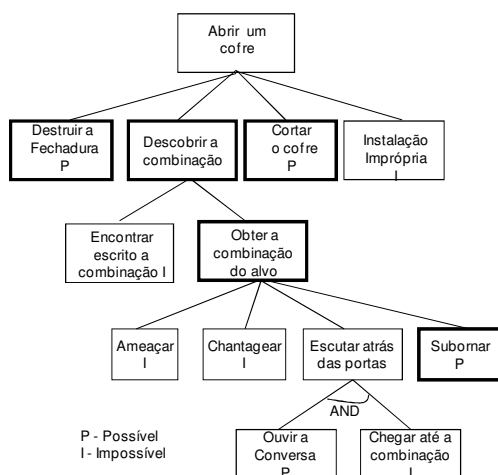 Abrir um
cofre
Destruir a
Fechadura
P
Descobrir a
combinação
Cortar
o cofre
P
Instalação
Imprópria
I
Encontrar
escrito a
combinação I
Obter a
combinação
do alvo
Ameaçar
I
Chantagear
I
Escutar atrás
das portas
Subornar
P
AND
P - Possível
I - Impossível
Ouvir a
Conversa
P
Chegar até a
combinação
I